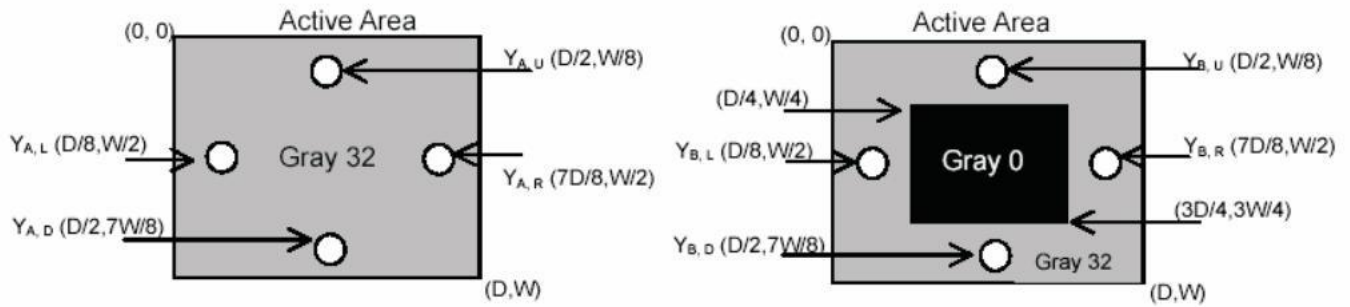 Active Area
(0, 0)
Y_A, U (D/2,W/8)
Y_A, L (D/8,W/2)
Gray 32
Y_A, R (7D/8,W/2)
Y_A, D (D/2,7W/8)
(D,W)
Active Area
(0, 0)
Y_B, U (D/2,W/8)
(D/4,W/4)
Y_B, L (D/8,W/2)
Gray 0
Y_B, R (7D/8,W/2)
(3D/4,3W/4)
Y_B, D (D/2,7W/8)
Gray 32
(D,W)